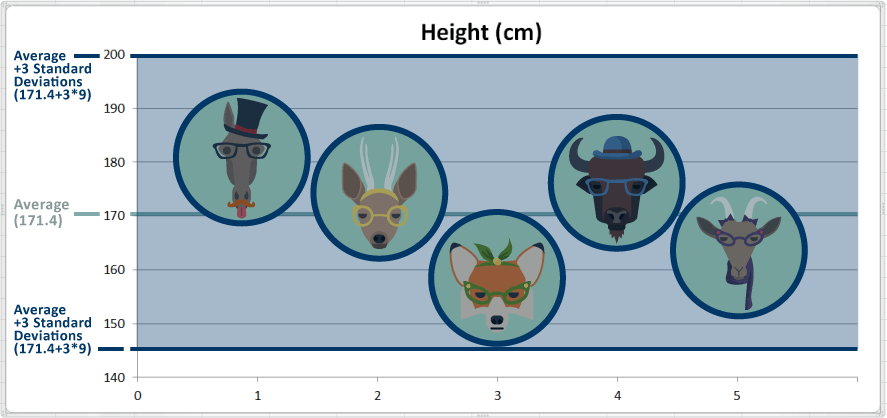 Height (cm)
Average
+3 Standard
Deviations
(171.4+3*9)
200
190
180
Average
(171.4)
170
160
Average
+3 Standard
Deviations
(171.4+3*9)
150
140
0
1
2
3
4
5